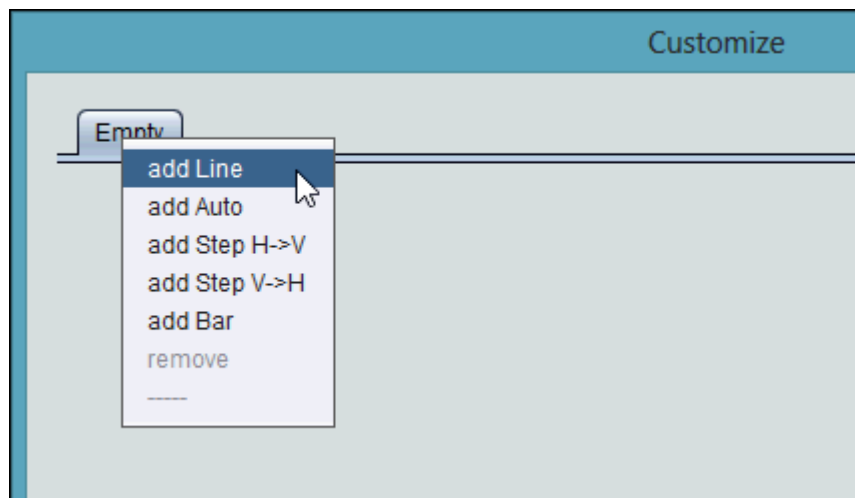 Customize
Empty
add Line
add Auto
add Step H->V
add Step V->H
add Bar
remove
-----